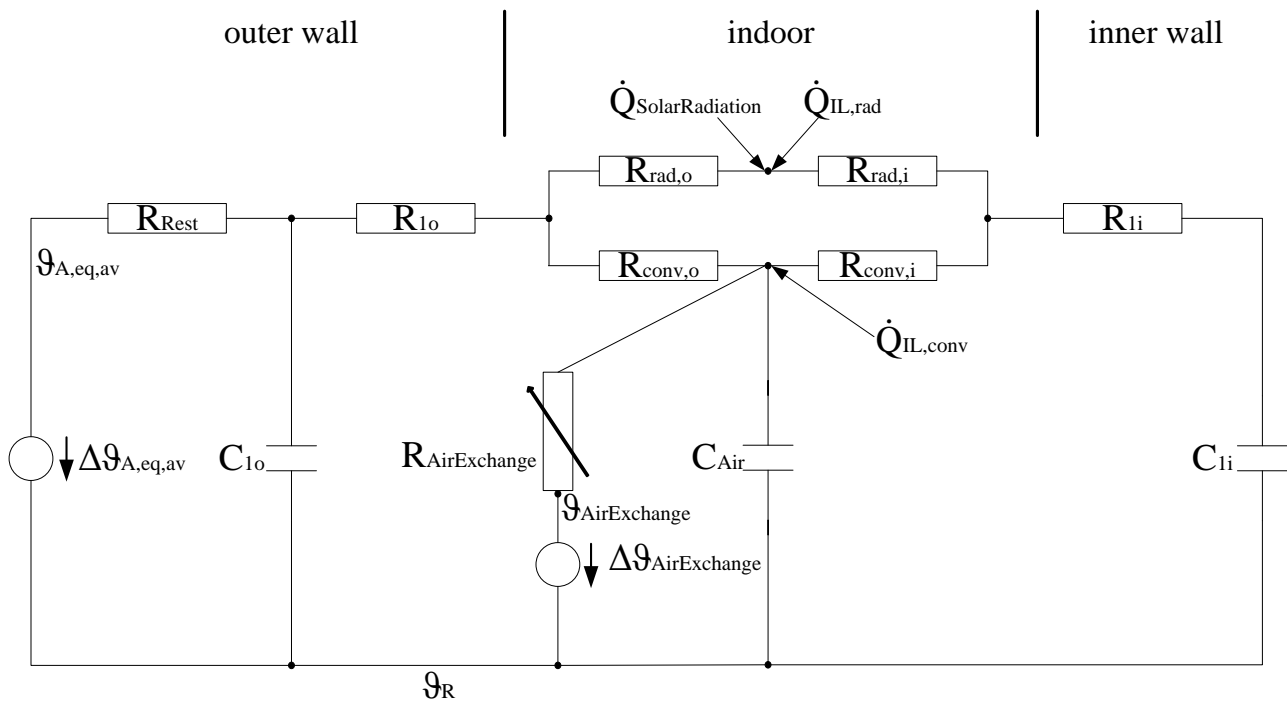 outer wall
indoor
inner wall
Q̇SolarRadiation
Q̇IL,rad
Rrad,o
Rrad,i
RRest
R1o
R1i
ϑA,eq,av
Rconv,o
Rconv,i
Q̇IL,conv
ΔϑA,eq,av
C1o
RAirExchange
CAir
C1i
ϑAirExchange
ΔϑAirExchange
ϑR